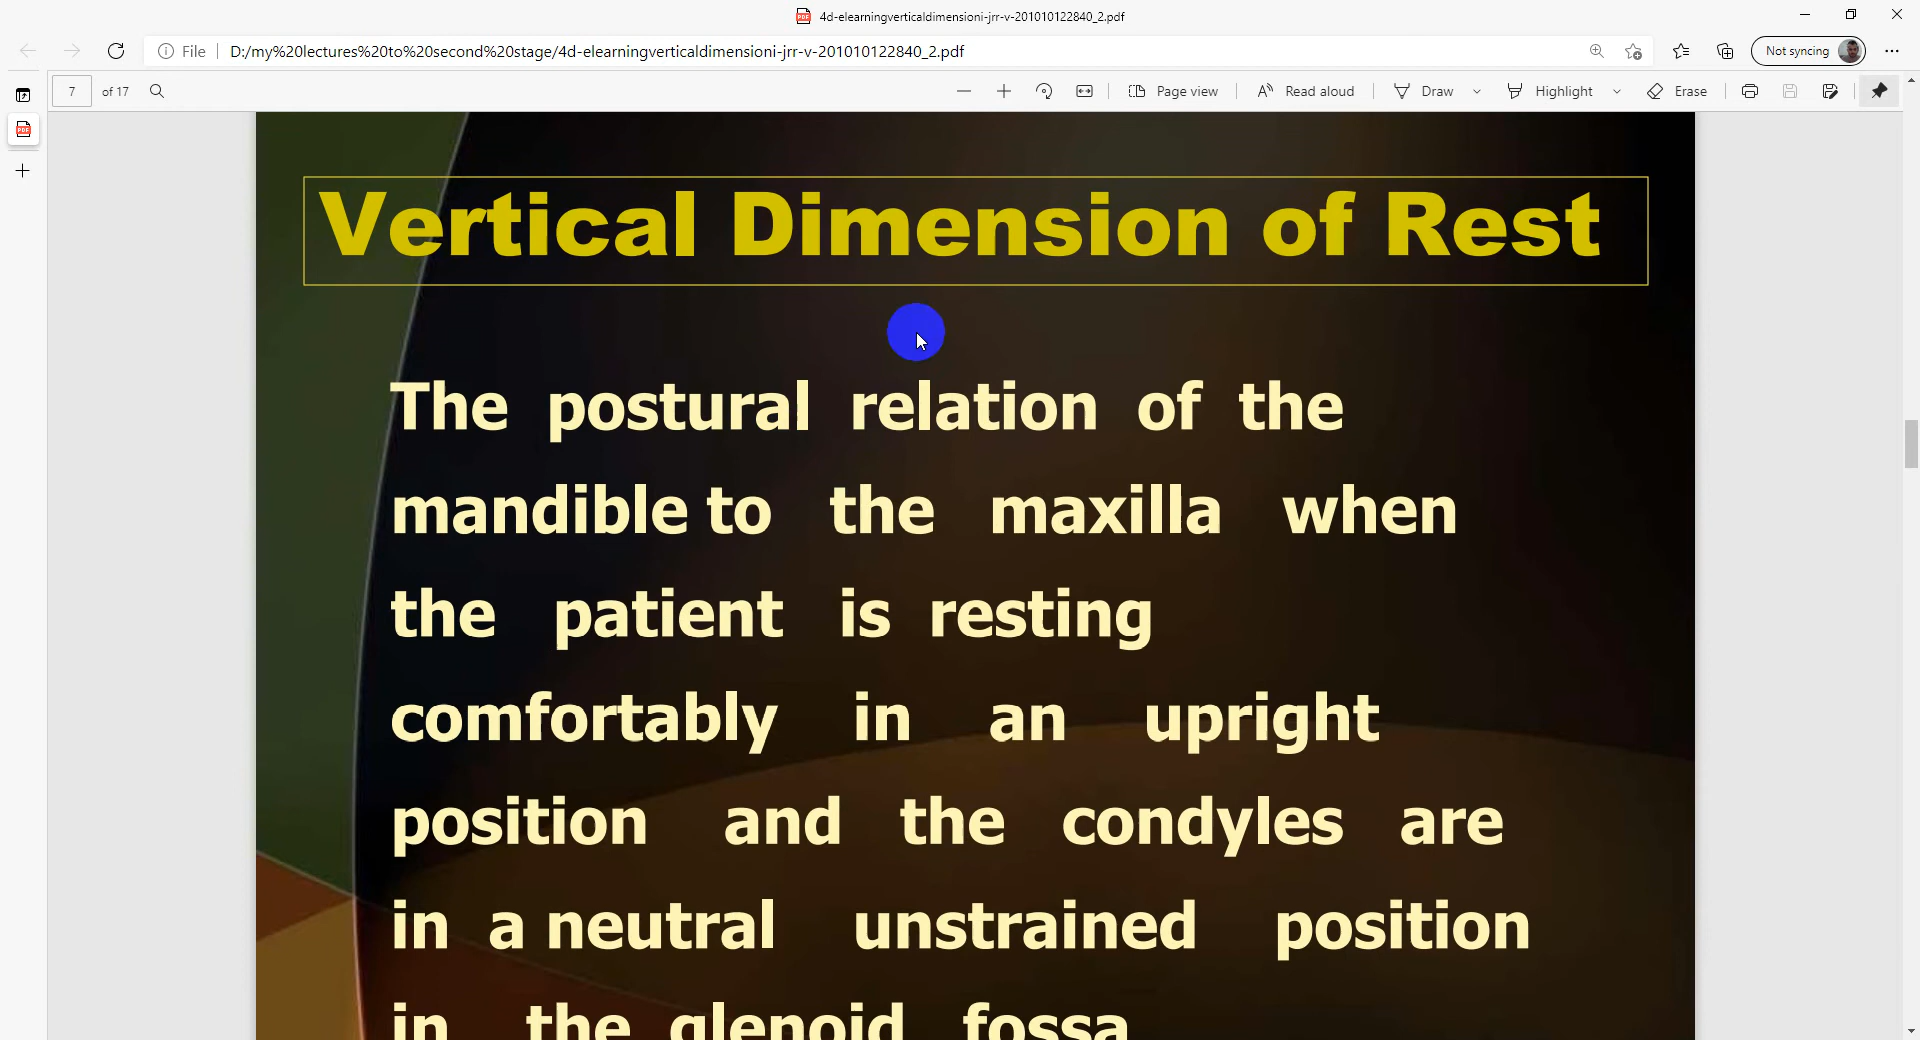 4d-elearningverticaldimensioni-jrr-v-201010122840_2.pdf
File D:/my%20lectures%20to%20second%20stage/4d-elearningverticaldimensioni-jrr-v-201010122840_2.pdf Not syncing
7 of 17 Page view Read aloud Draw Highlight Erase
Vertical Dimension of Rest
The postural relation of the
mandible to the maxilla when
the patient is resting
comfortably in an upright
position and the condyles are
in a neutral unstrained position
in the glenoid fossa